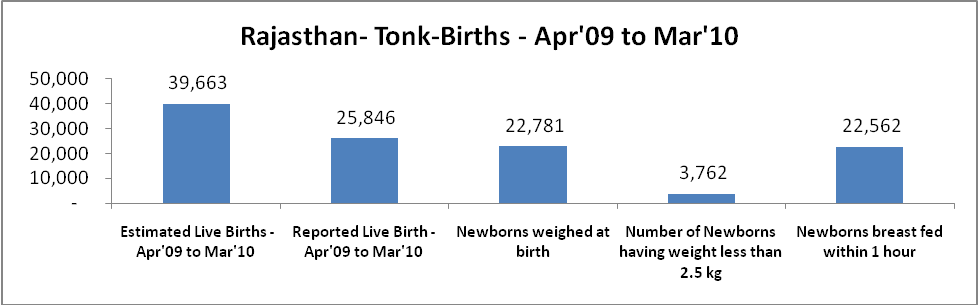 Rajasthan- Tonk-Births - Apr'09 to Mar'10
50,000
40,000
30,000
20,000
10,000
-
39,663
25,846
22,781
3,762
22,562
Estimated Live Births -
Apr'09 to Mar'10
Reported Live Birth -
Apr'09 to Mar'10
Newborns weighed at
birth
Number of Newborns
having weight less than
2.5 kg
Newborns breast fed
within 1 hour